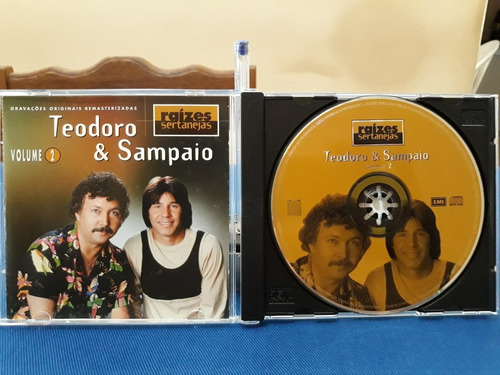 GRAVAÇÕES ORIGINAIS REMASTERIZADAS
raízes
sertanejas
Teodoro
& Sampaio
VOLUME 2
raízes
sertanejas
Teodoro & Sampaio
2
EMI